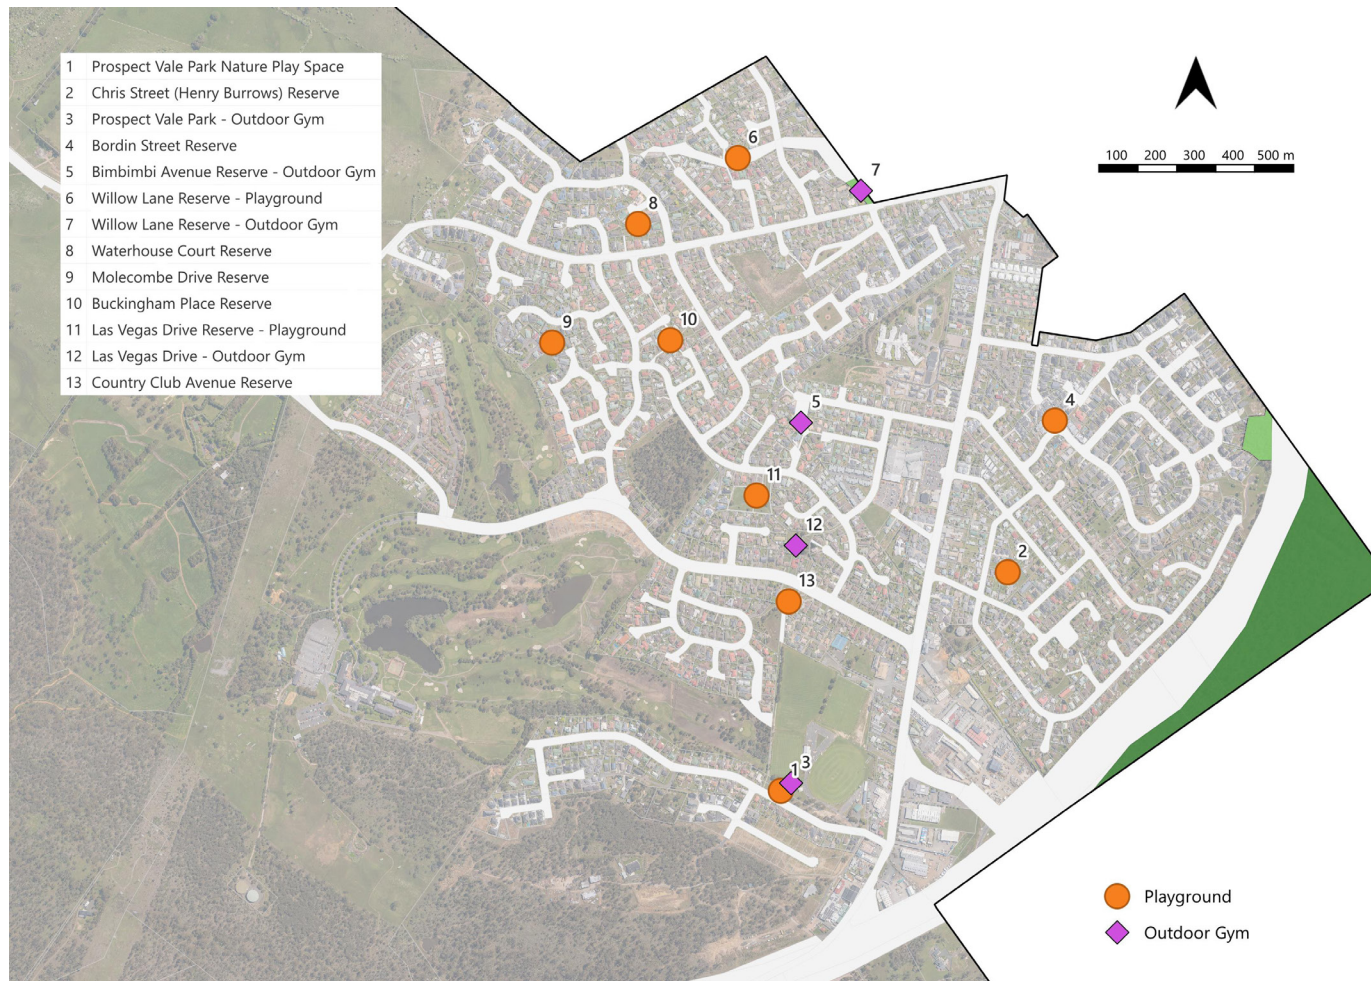 1 Prospect Vale Park Nature Play Space
2 Chris Street (Henry Burrows) Reserve
3 Prospect Vale Park - Outdoor Gym
4 Bordin Street Reserve
5 Bimbimbi Avenue Reserve - Outdoor Gym
6 Willow Lane Reserve - Playground
7 Willow Lane Reserve - Outdoor Gym
8 Waterhouse Court Reserve
9 Molecombe Drive Reserve
10 Buckingham Place Reserve
11 Las Vegas Drive Reserve - Playground
12 Las Vegas Drive - Outdoor Gym
13 Country Club Avenue Reserve
100 200 300 400 500 m
6
7
8
9
10
5
4
11
12
2
13
3
1
Playground
Outdoor Gym